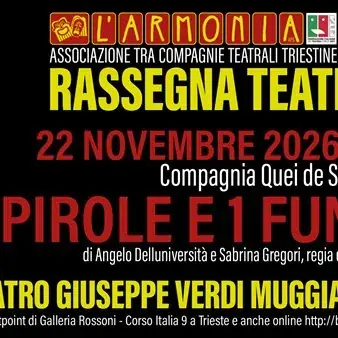 L'ARMONIA
ASSOCIAZIONE TRA COMPAGNIE TEATRALI TRIESTINE
RASSEGNA TEAT
22 NOVEMBRE 2026
Compagnia Quei de S
PIROLE E 1 FUN
di Angelo Delluniversità e Sabrina Gregori, regia
ATRO GIUSEPPE VERDI MUGGIA
tpoint di Galleria Rossoni - Corso Italia 9 a Trieste e anche online http://